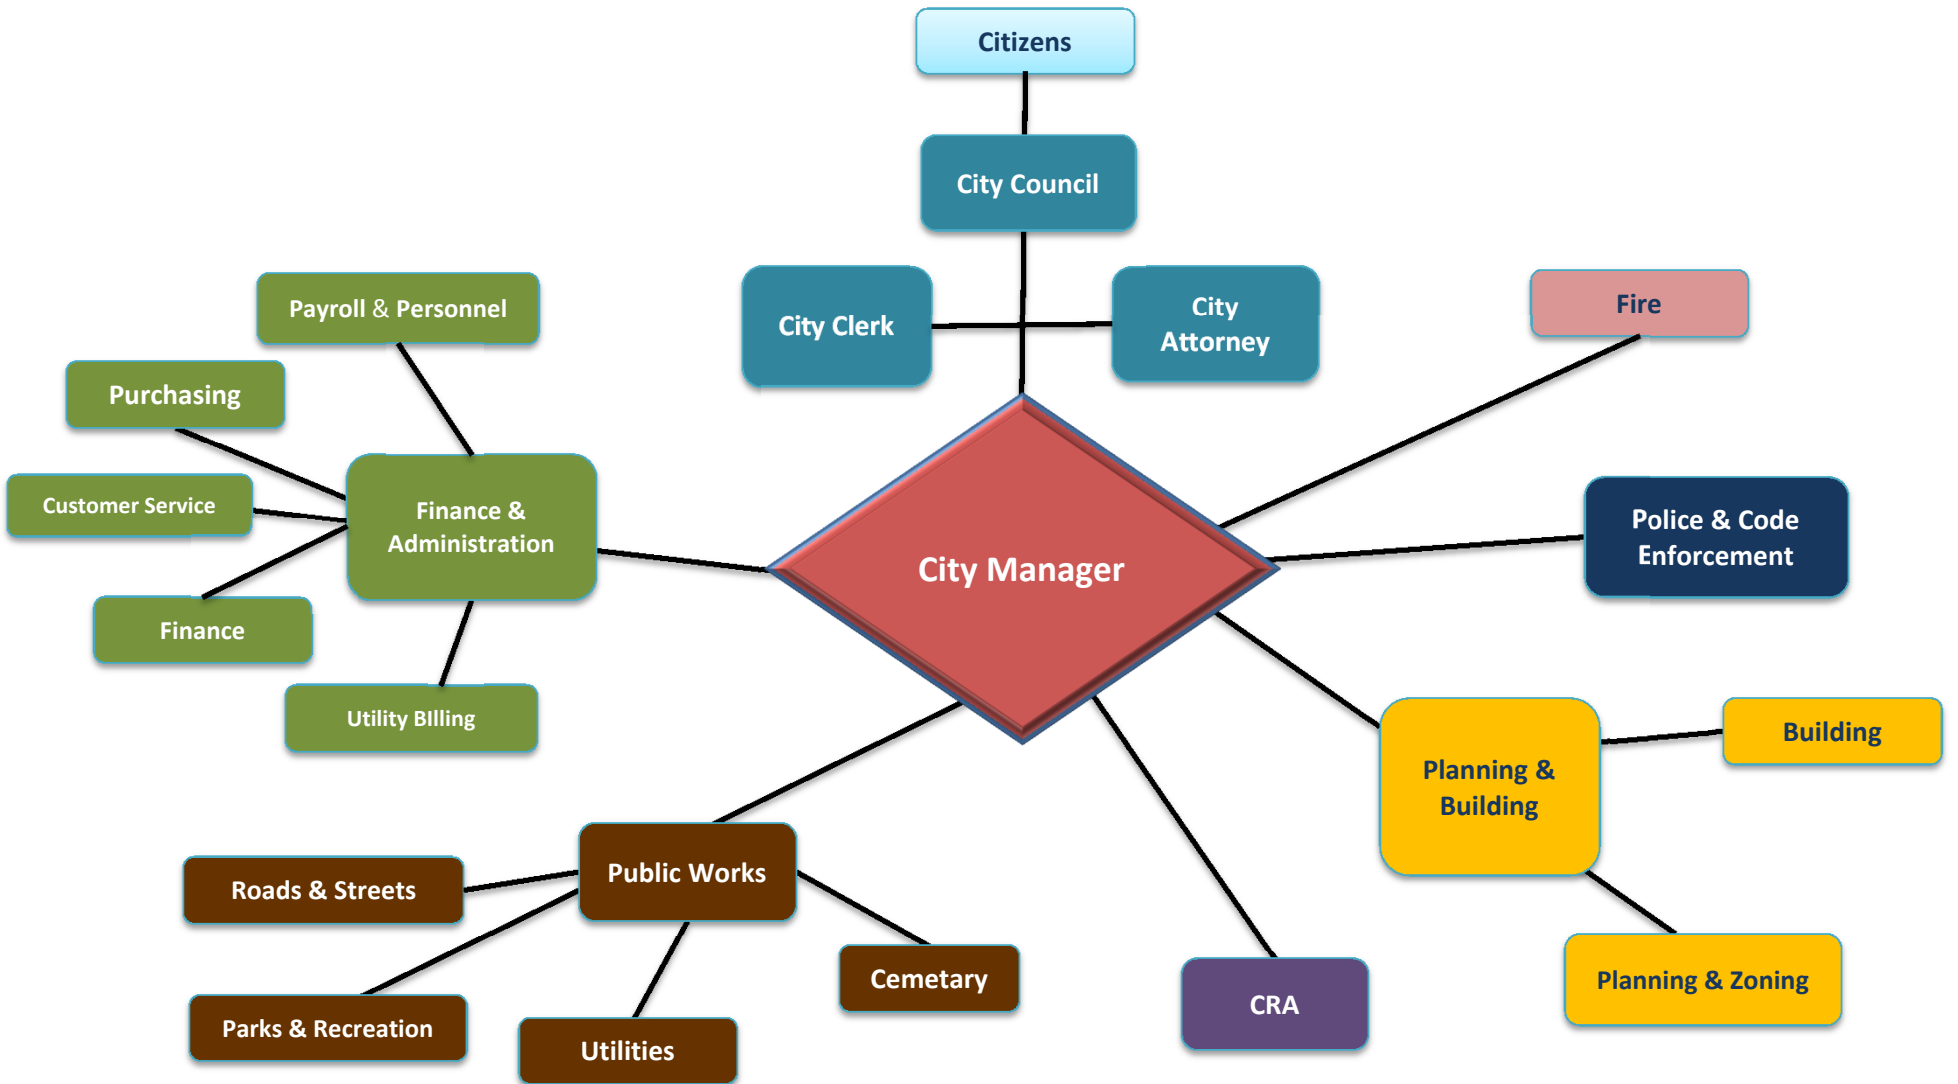 Citizens
City Council
City Clerk
City
Attorney
Fire
Payroll & Personnel
Purchasing
Customer Service
Finance &
Administration
Finance
Utility BIlling
City Manager
Police & Code
Enforcement
Planning &
Building
Building
Planning & Zoning
Public Works
Roads & Streets
Parks & Recreation
Utilities
Cemetary
CRA